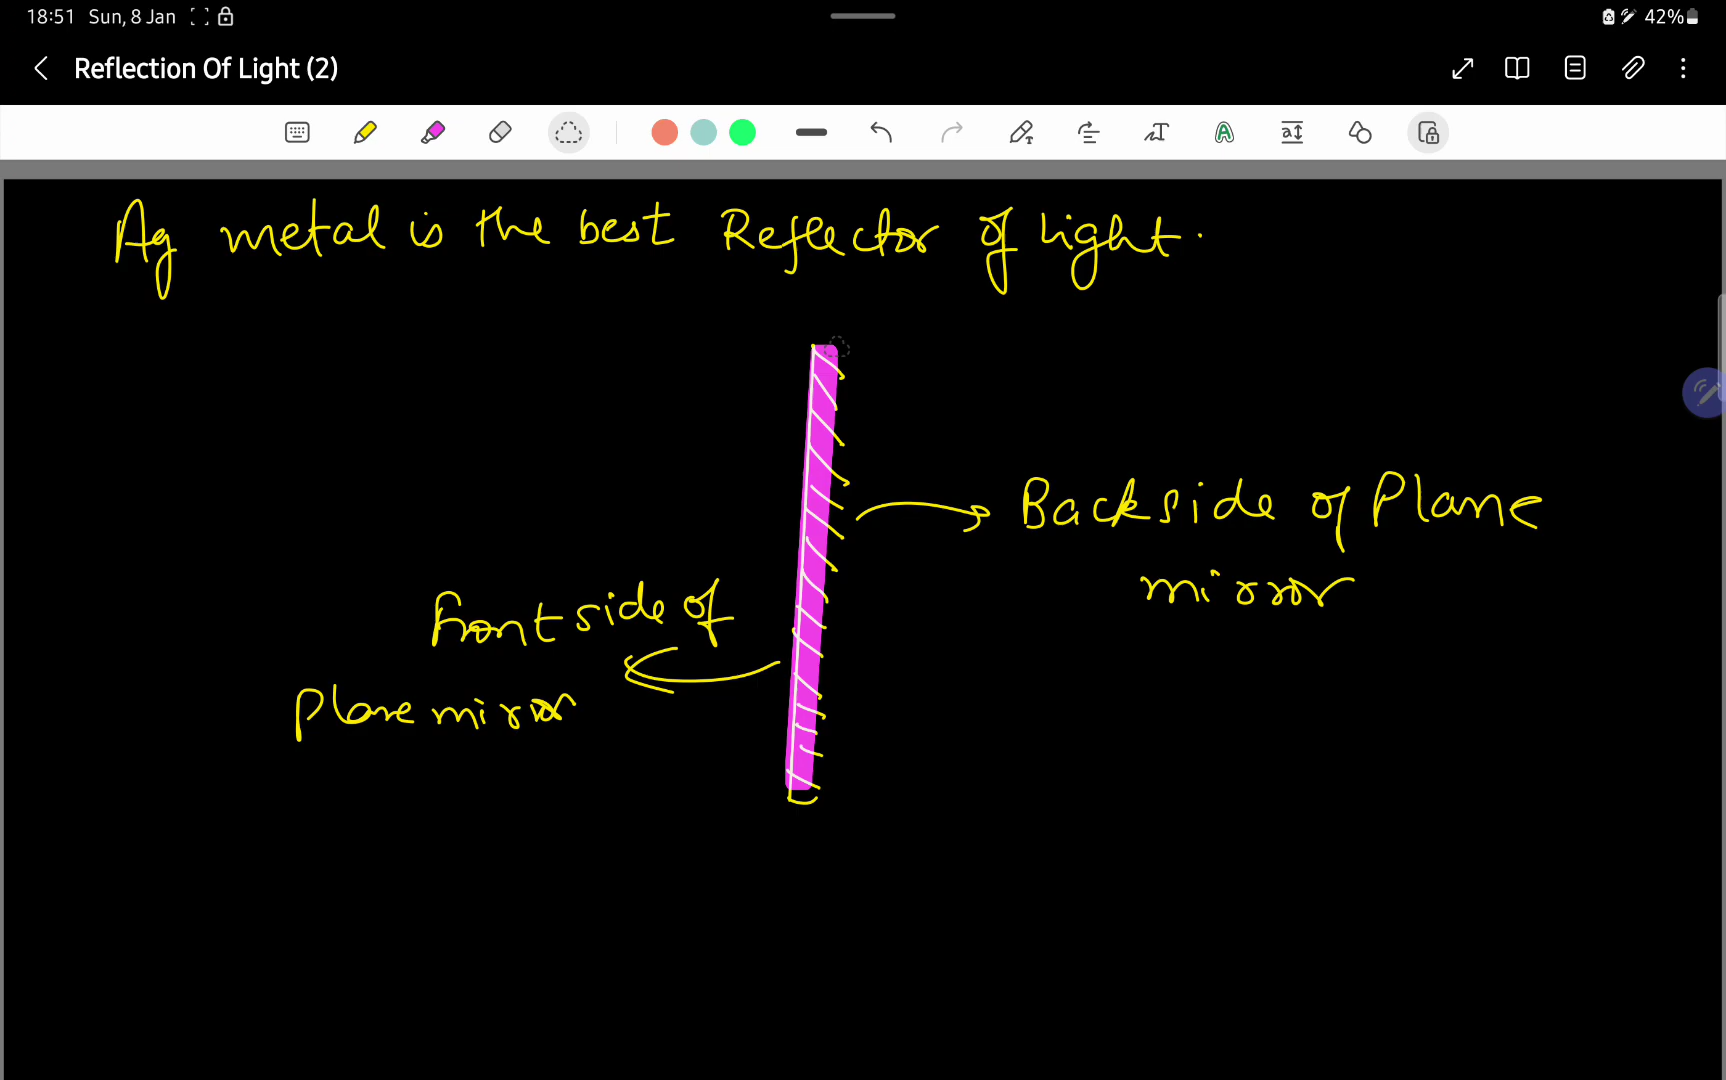 18:51 Sun, 8 Jan 42%
Reflection Of Light (2)
Ag metal is the best Reflector of Light.
Backside of Plane
mirror
Front side of
Plane mirror